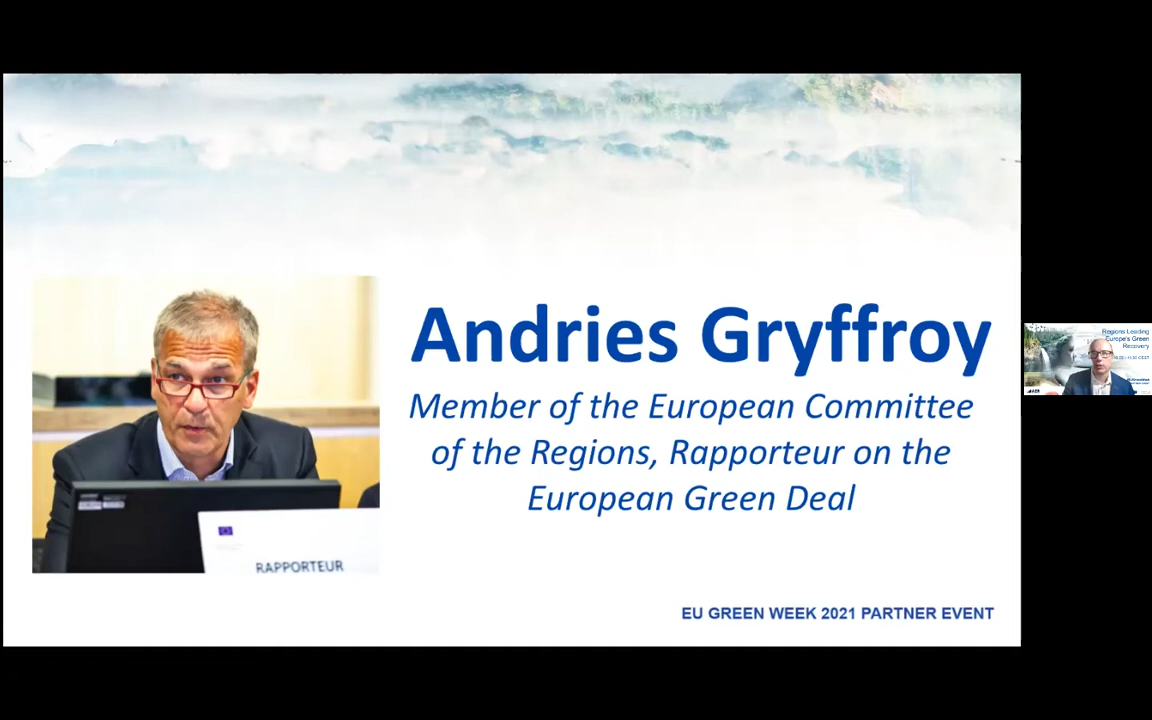 Andries Gryffroy
Member of the European Committee
of the Regions, Rapporteur on the
European Green Deal
RAPPORTEUR
EU GREEN WEEK 2021 PARTNER EVENT
Regions Leading
Europe's Green
Recovery